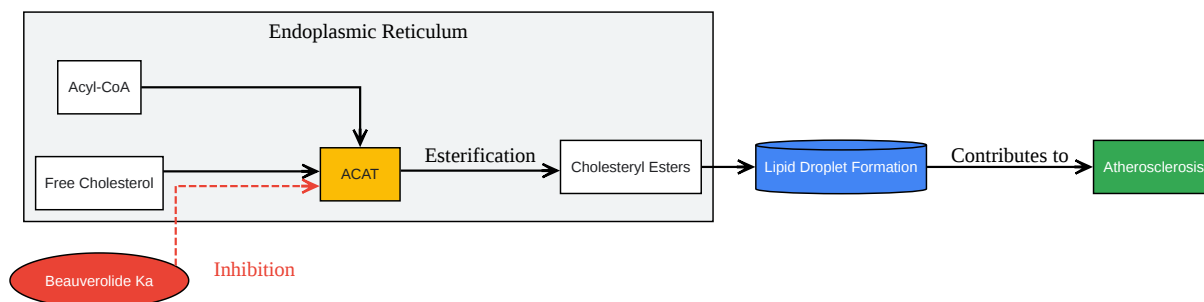 Endoplasmic Reticulum
Acyl-CoA
Free Cholesterol
ACAT
Esterification
Cholesteryl Esters
Lipid Droplet Formation
Contributes to
Atherosclerosis
Beauverolide Ka
Inhibition